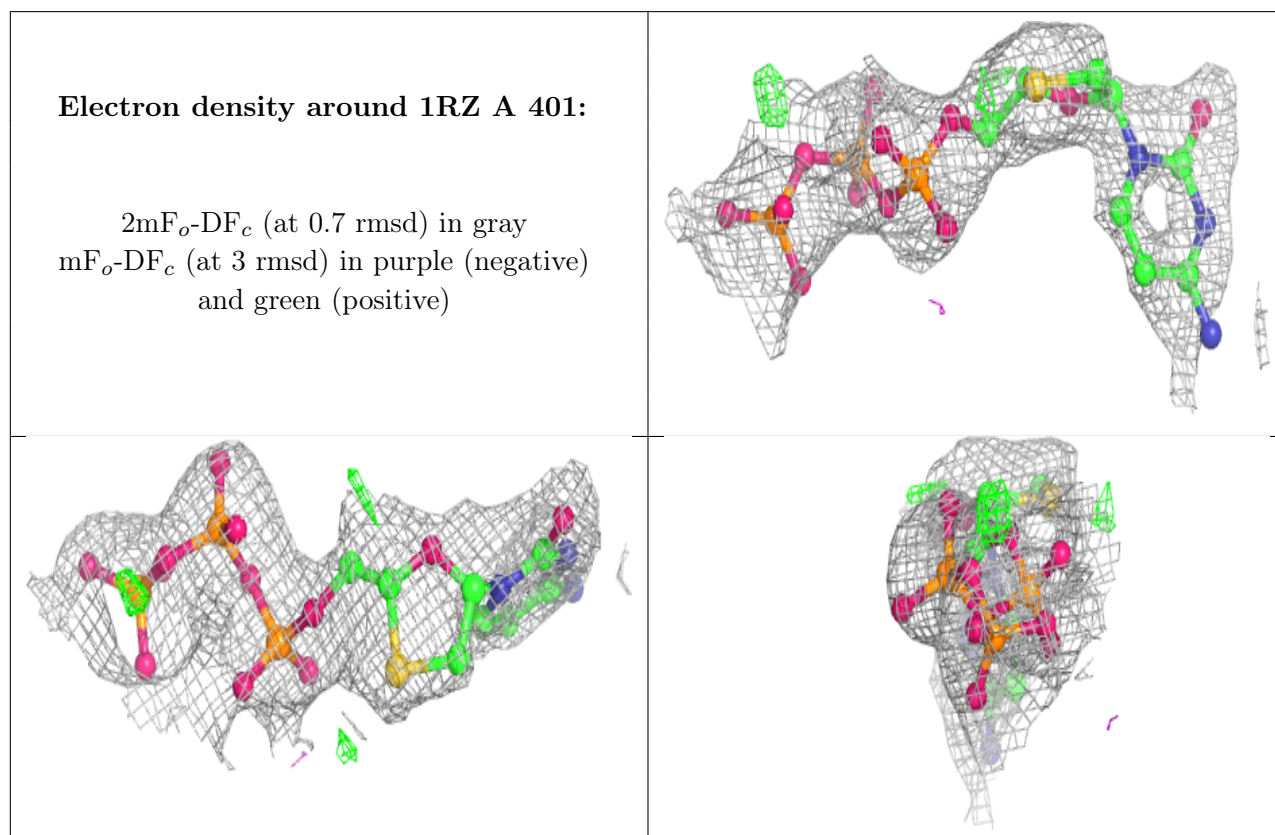 Electron density around 1RZ A 401:
2mFₒ-DF𝒸 (at 0.7 rmsd) in gray
mFₒ-DF𝒸 (at 3 rmsd) in purple (negative)
and green (positive)